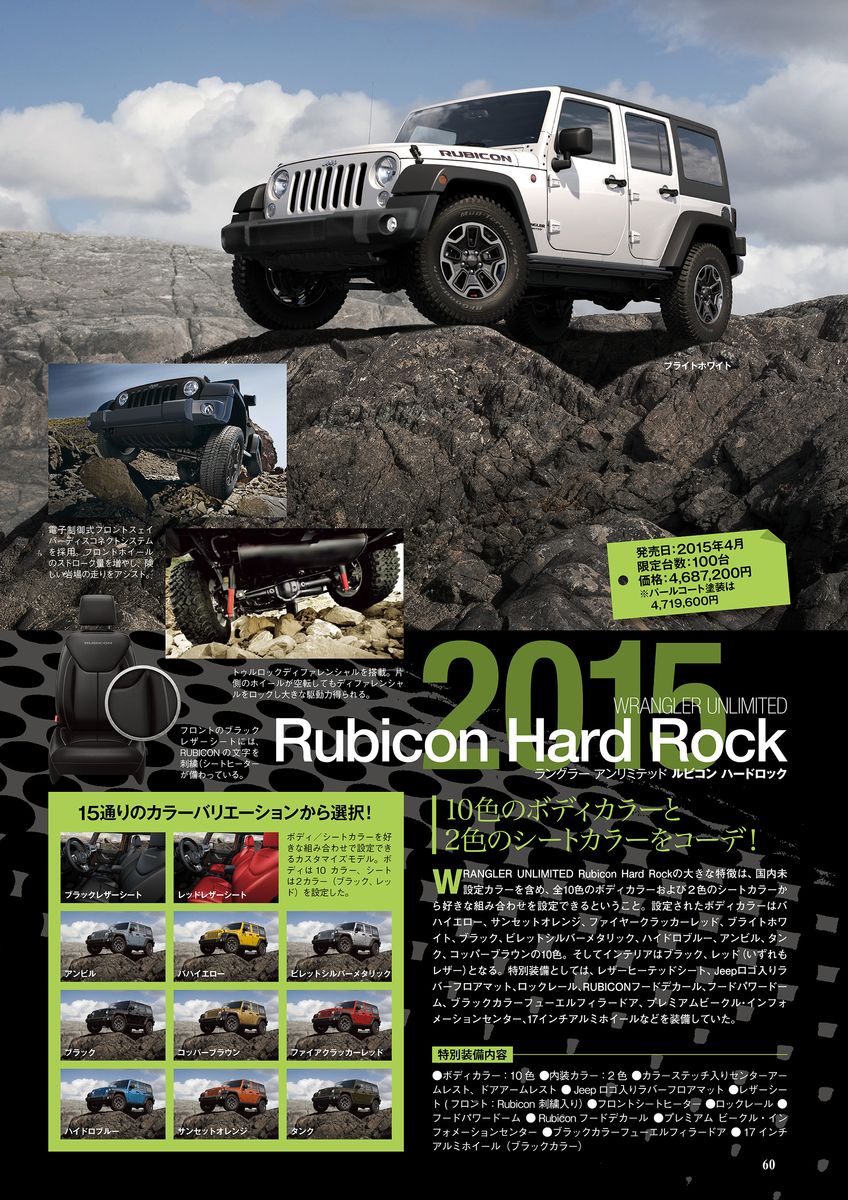 RUBICON
ブライトホワイト
電子制御式フロントスェイ
バーディスコネクトシステム
を採用。フロントホイール
のストローク量を増やし、険
しい岩場の走りをアシスト。
発売日：2015年4月
限定台数：100台
価格：4,687,200円
※パールコート塗装は
4,719,600円
RUBICON
トゥルロックディファレンシャルを搭載。片
側のホイールが空転してもディファレンシャ
ルをロックし大きな駆動力得られる。
フロントのブラック
レザーシートには、
RUBICONの文字を
刺繍(シートヒーター
が備わっている。
2015
WRANGLER UNLIMITED
Rubicon Hard Rock
ラングラー アンリミテッド ルビコン ハードロック
15通りのカラーバリエーションから選択！
ボディ／シートカラーを好
きな組み合わせで設定でき
るカスタマイズモデル。ボ
ディは10 カラー、シート
は2カラー（ブラック、レッ
ド）を設定した。
ブラックレザーシート
レッドレザーシート
アンビル
バハイエロー
ビレットシルバーメタリック
ブラック
コッパーブラウン
ファイアクラッカーレッド
ハイドロブルー
サンセットオレンジ
タンク
10色のボディカラーと
2色のシートカラーをコーデ！
WRANGLER UNLIMITED Rubicon Hard Rockの大きな特徴は、国内未
設定カラーを含め、全10色のボディカラーおよび2色のシートカラーか
ら好きな組み合わせを設定できるということ。設定されたボディカラーはバ
ハイエロー、サンセットオレンジ、ファイヤークラッカーレッド、ブライトホワ
イト、ブラック、ビレットシルバーメタリック、ハイドロブルー、アンビル、タン
ク、コッパーブラウンの10色。そしてインテリアはブラック、レッド（いずれも
レザー）となる。特別装備としては、レザーヒーテッドシート、Jeepロゴ入りラ
バーフロアマット、ロックレール、RUBICONフードデカール、フードパワードー
ム、ブラックカラーフューエルフィラードア、プレミアムビークル・インフォ
メーションセンター、17インチアルミホイールなどを装備していた。
特別装備内容
●ボディカラー：10 色 ●内装カラー：2 色 ●カラーステッチ入りセンターアー
ムレスト、ドアアームレスト ● Jeep ロゴ入りラバーフロアマット ●レザーシー
ト ( フロント：Rubicon 刺繍入り ) ●フロントシートヒーター ●ロックレール ●
フードパワードーム ● Rubicon フードデカール ●プレミアム ビークル・イン
フォメーションセンター ●ブラックカラーフューエルフィラードア ● 17 インチ
アルミホイール（ブラックカラー）
60